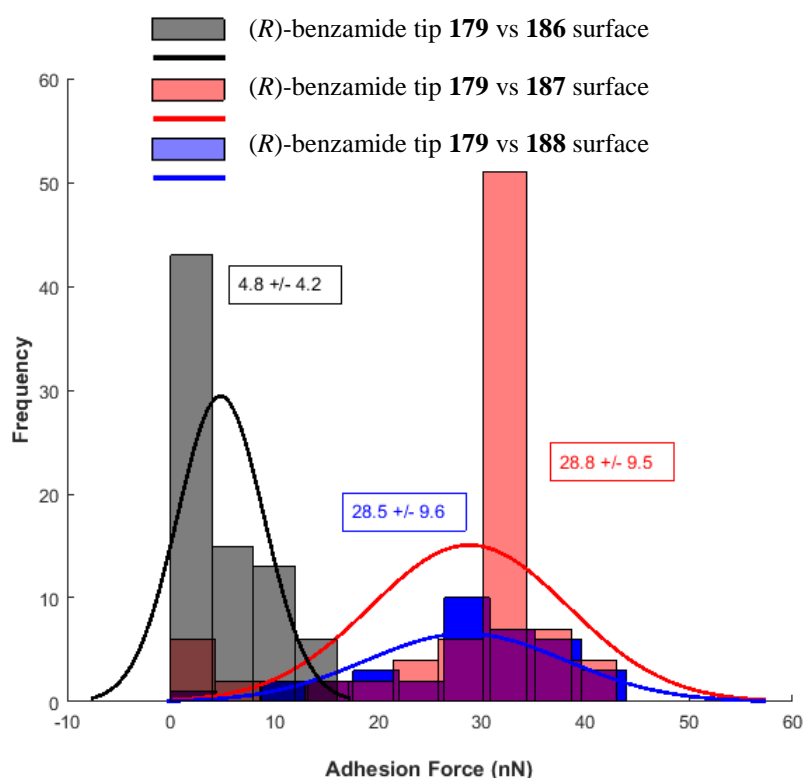 (R)-benzamide tip 179 vs 186 surface
(R)-benzamide tip 179 vs 187 surface
(R)-benzamide tip 179 vs 188 surface
60
50
40
30
20
10
0
Frequency
4.8 +/- 4.2
28.8 +/- 9.5
28.5 +/- 9.6
-10 0 10 20 30 40 50 60
Adhesion Force (nN)